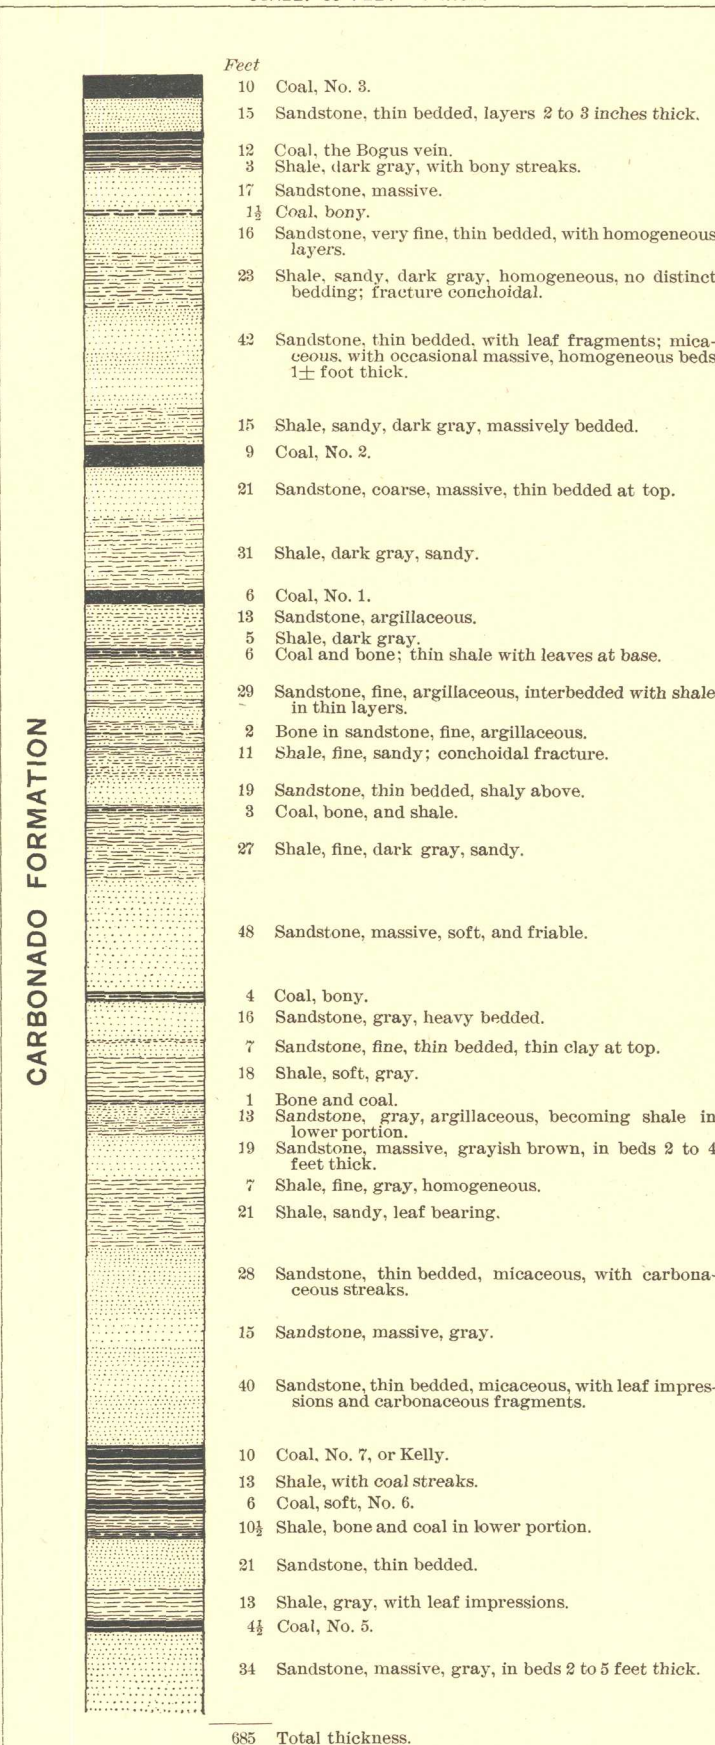 Feet
10 Coal, No. 3.
15 Sandstone, thin bedded, layers 2 to 3 inches thick.
12 Coal, the Bogus vein.
3 Shale, dark gray, with bony streaks.
17 Sandstone, massive.
1½ Coal, bony.
16 Sandstone, very fine, thin bedded, with homogeneous
layers.
23 Shale, sandy, dark gray, homogeneous, no distinct
bedding; fracture conchoidal.
42 Sandstone, thin bedded, with leaf fragments; mica-
ceous, with occasional massive, homogeneous beds
1± foot thick.
15 Shale, sandy, dark gray, massively bedded.
9 Coal, No. 2.
21 Sandstone, coarse, massive, thin bedded at top.
31 Shale, dark gray, sandy.
6 Coal, No. 1.
13 Sandstone, argillaceous.
5 Shale, dark gray.
6 Coal and bone; thin shale with leaves at base.
29 Sandstone, fine, argillaceous, interbedded with shale
in thin layers.
2 Bone in sandstone, fine, argillaceous.
11 Shale, fine, sandy; conchoidal fracture.
19 Sandstone, thin bedded, shaly above.
3 Coal, bone, and shale.
27 Shale, fine, dark gray, sandy.
48 Sandstone, massive, soft, and friable.
4 Coal, bony.
16 Sandstone, gray, heavy bedded.
7 Sandstone, fine, thin bedded, thin clay at top.
18 Shale, soft, gray.
1 Bone and coal.
13 Sandstone, gray, argillaceous, becoming shale in
lower portion.
19 Sandstone, massive, grayish brown, in beds 2 to 4
feet thick.
7 Shale, fine, gray, homogeneous.
21 Shale, sandy, leaf bearing.
28 Sandstone, thin bedded, micaceous, with carbona-
ceous streaks.
15 Sandstone, massive, gray.
40 Sandstone, thin bedded, micaceous, with leaf impres-
sions and carbonaceous fragments.
10 Coal, No. 7, or Kelly.
13 Shale, with coal streaks.
6 Coal, soft, No. 6.
10½ Shale, bone and coal in lower portion.
21 Sandstone, thin bedded.
13 Shale, gray, with leaf impressions.
4½ Coal, No. 5.
34 Sandstone, massive, gray, in beds 2 to 5 feet thick.
685 Total thickness.
CARBONADO FORMATION